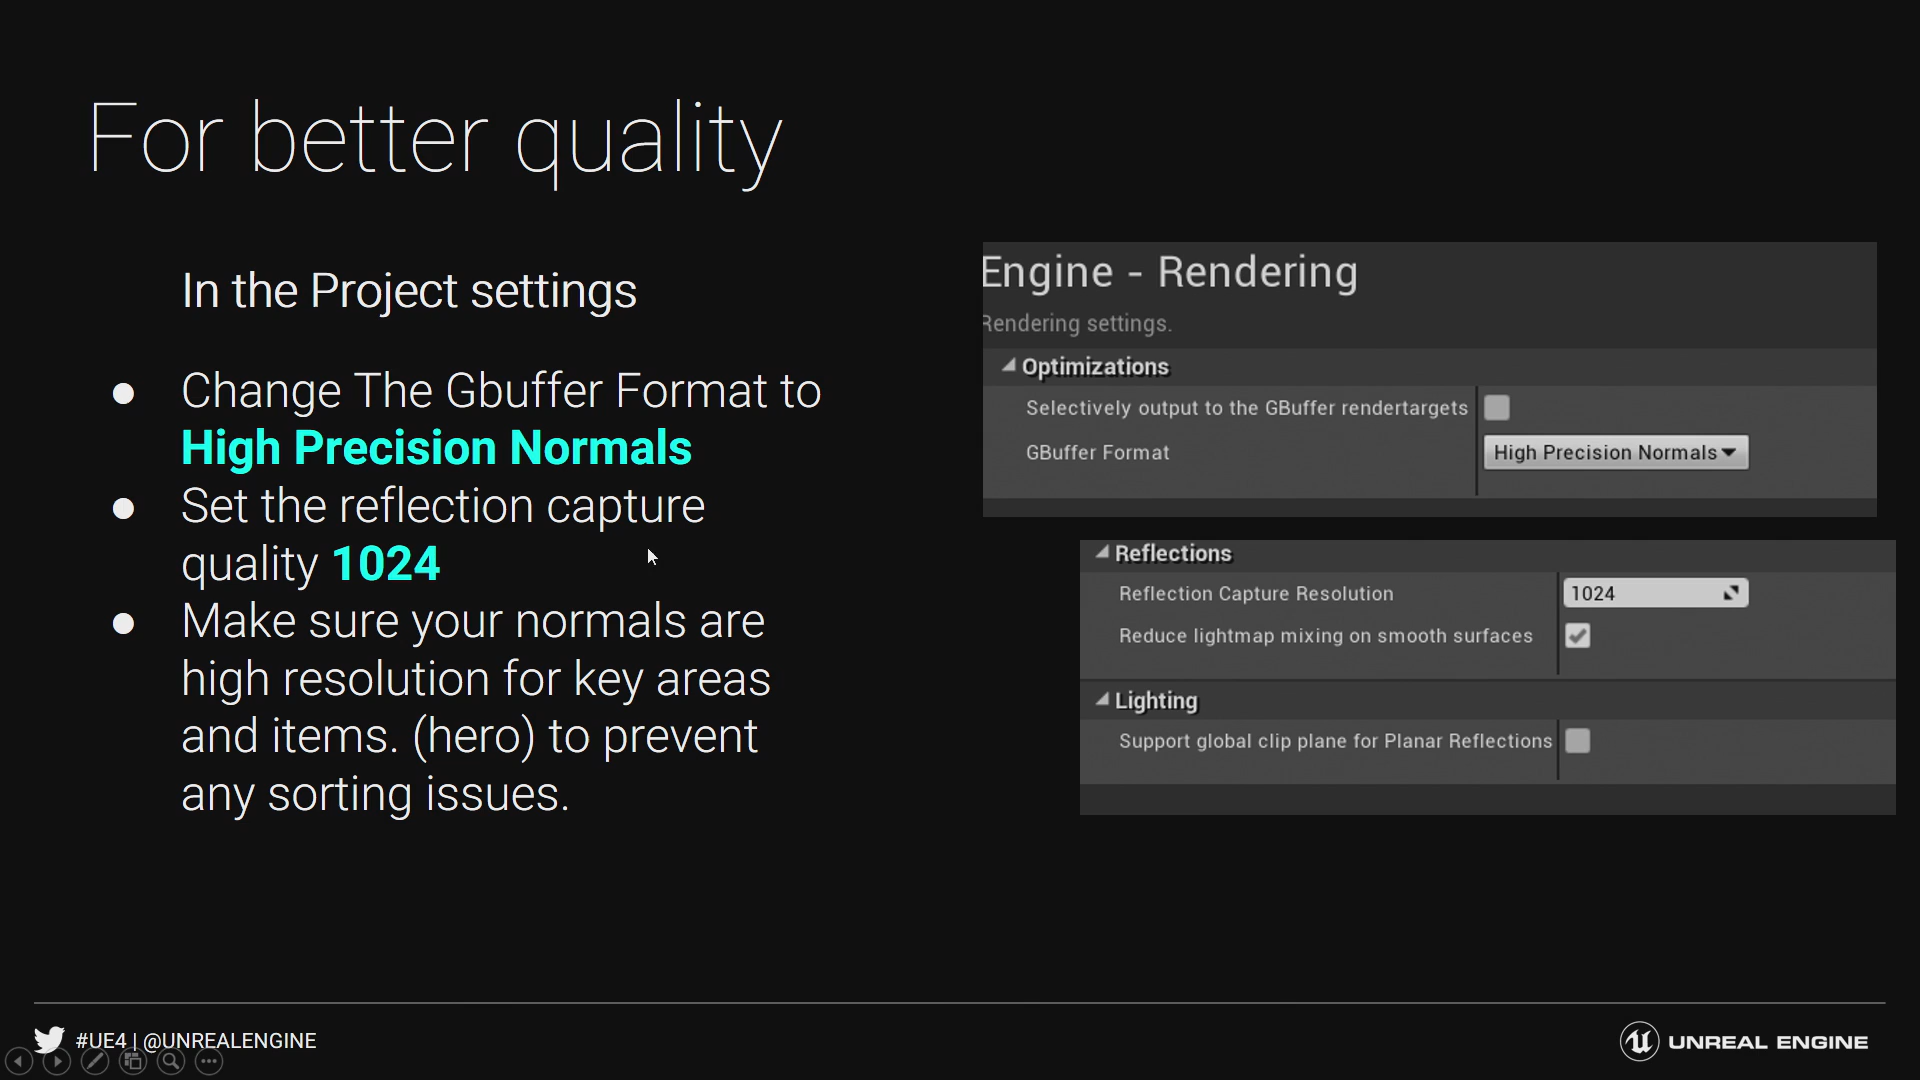 For better quality
In the Project settings
● Change The Gbuffer Format to
High Precision Normals
● Set the reflection capture
quality 1024
● Make sure your normals are
high resolution for key areas
and items. (hero) to prevent
any sorting issues.
Engine - Rendering
Rendering settings.
Optimizations
Selectively output to the GBuffer rendertargets
GBuffer Format High Precision Normals
Reflections
Reflection Capture Resolution 1024
Reduce lightmap mixing on smooth surfaces
Lighting
Support global clip plane for Planar Reflections
#UE4 | @UNREALENGINE
UNREAL ENGINE